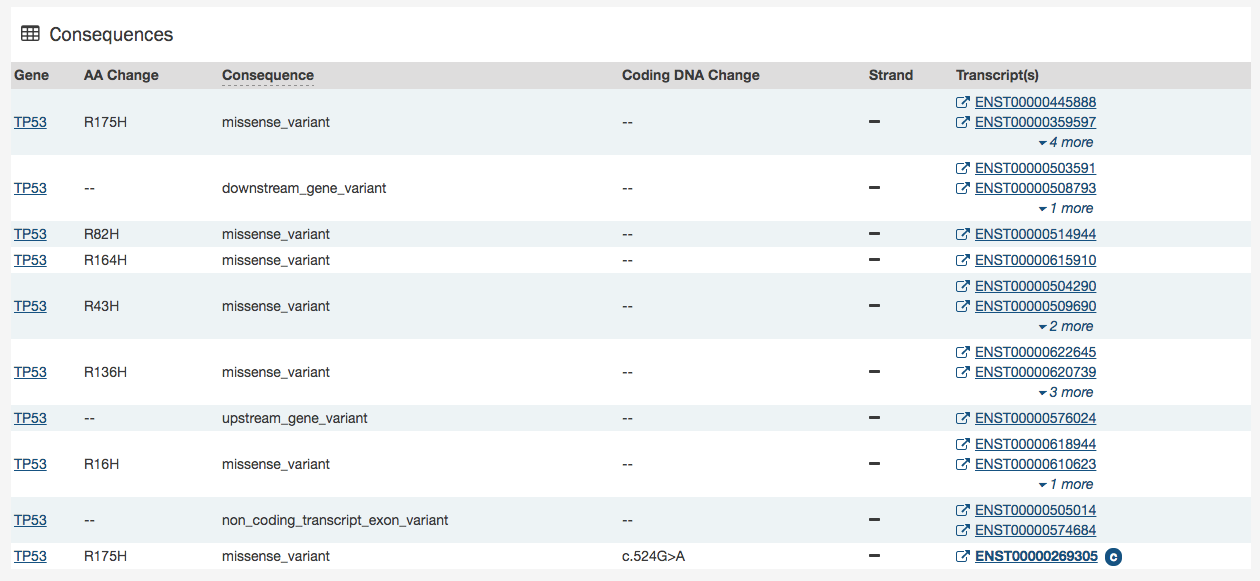 Consequences
Gene AA Change Consequence Coding DNA Change Strand Transcript(s)
ENST00000445888
TP53 R175H missense_variant -- – ENST00000359597
4 more
ENST00000503591
TP53 -- downstream_gene_variant -- – ENST00000508793
1 more
TP53 R82H missense_variant -- – ENST00000514944
TP53 R164H missense_variant -- – ENST00000615910
ENST00000504290
TP53 R43H missense_variant -- – ENST00000509690
2 more
ENST00000622645
TP53 R136H missense_variant -- – ENST00000620739
3 more
TP53 -- upstream_gene_variant -- – ENST00000576024
ENST00000618944
TP53 R16H missense_variant -- – ENST00000610623
1 more
ENST00000505014
TP53 -- non_coding_transcript_exon_variant -- –
ENST00000574684
TP53 R175H missense_variant c.524G>A – ENST00000269305 C